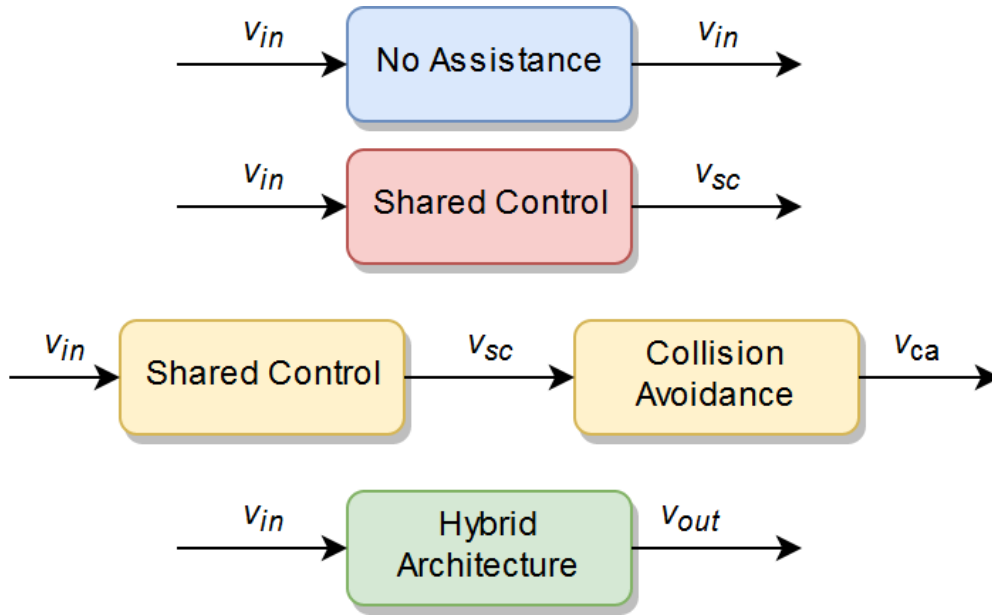 v_in No Assistance v_in
v_in Shared Control v_sc
v_in Shared Control v_sc Collision v_ca
Avoidance
v_in Hybrid v_out
Architecture